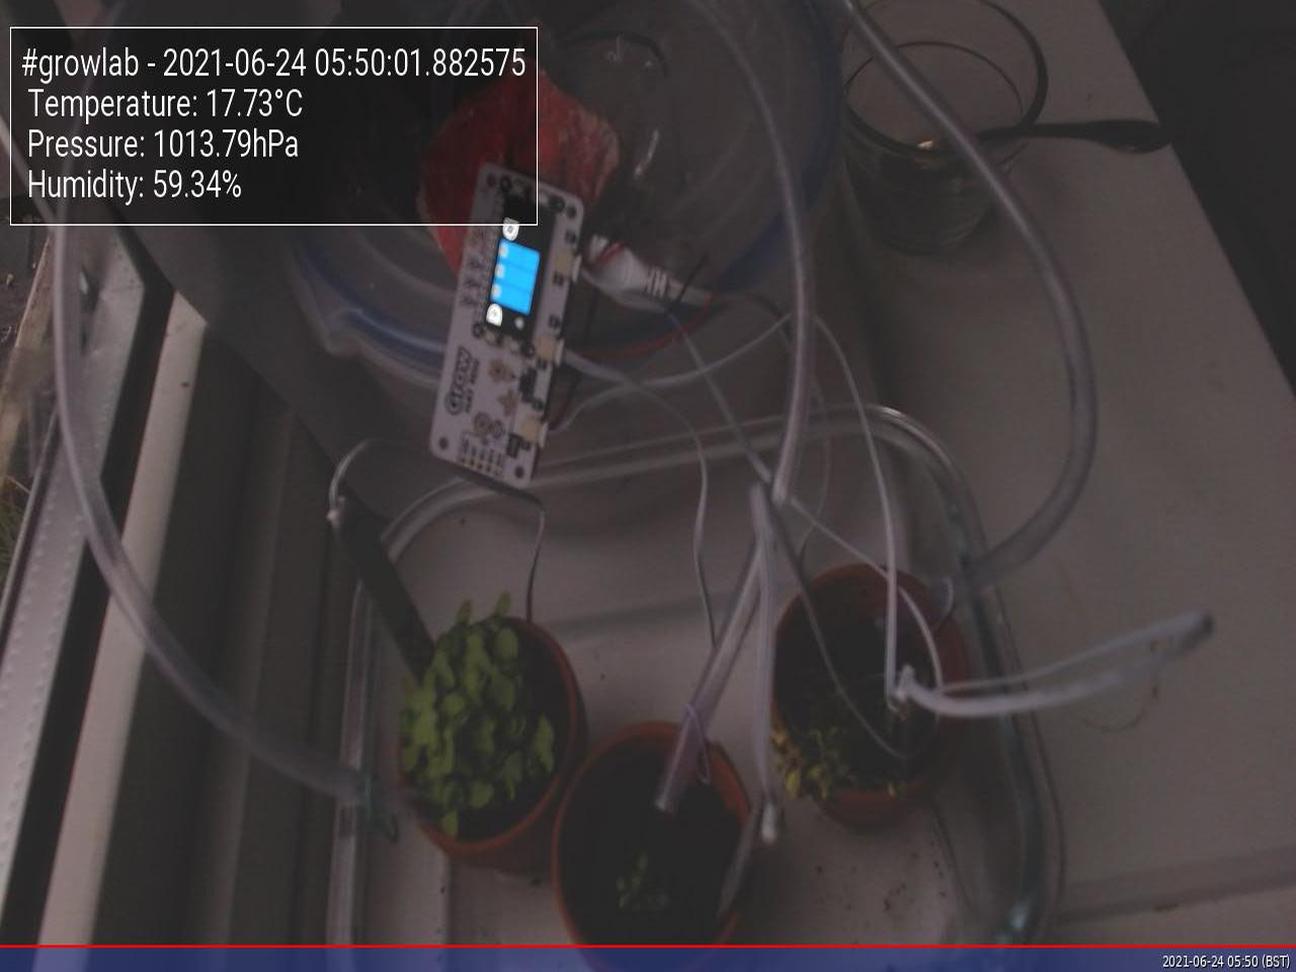 #growlab - 2021-06-24 05:50:01.882575
Temperature: 17.73°C
Pressure: 1013.79hPa
Humidity: 59.34%
GROW
2021-06-24 05:50 (BST)